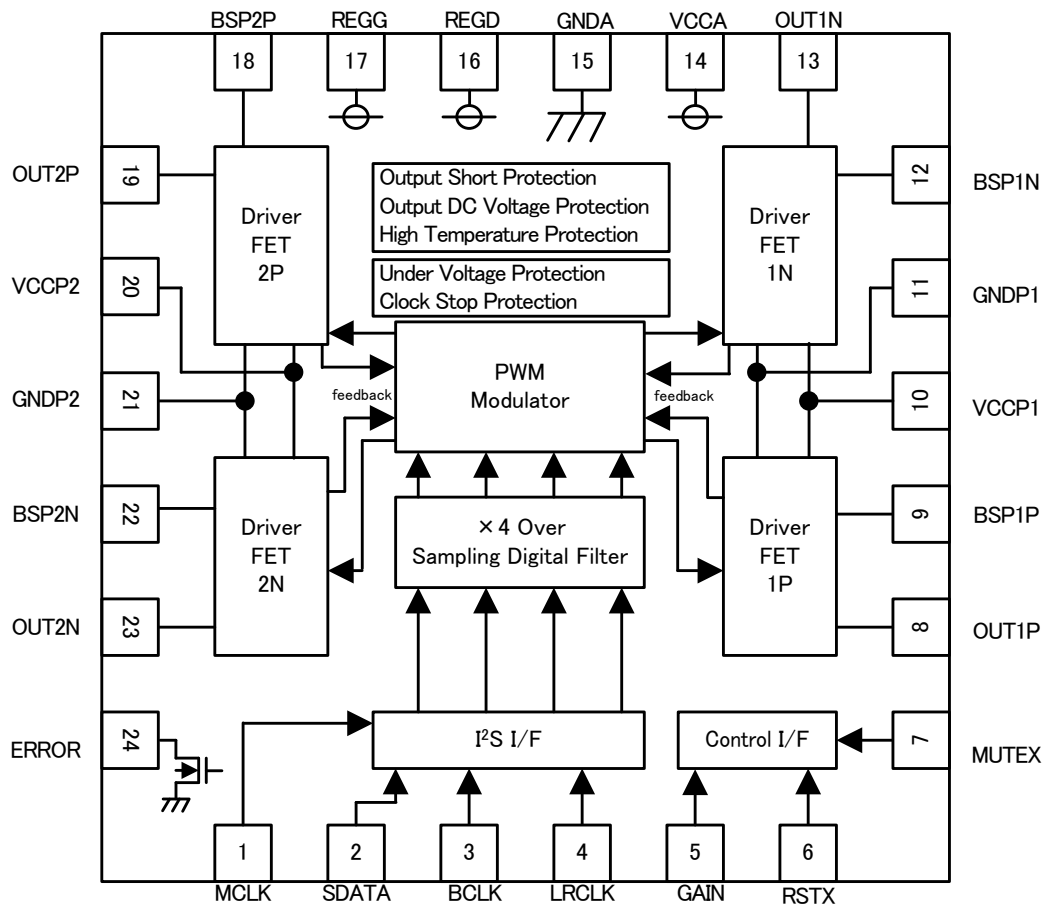 BSP2P REGG REGD GNDA VCCA OUT1N
18 17 16 15 14 13
OUT2P 19
12 BSP1N
Driver
FET
2P
Output Short Protection
Output DC Voltage Protection
High Temperature Protection
Under Voltage Protection
Clock Stop Protection
Driver
FET
1N
VCCP2 20
11 GNDP1
PWM
Modulator
feedback
feedback
GNDP2 21
10 VCCP1
BSP2N 22
9 BSP1P
Driver
FET
2N
×4 Over
Sampling Digital Filter
Driver
FET
1P
OUT2N 23
8 OUT1P
ERROR 24
I²S I/F
Control I/F
7 MUTEX
1 2 3 4 5 6
MCLK SDATA BCLK LRCLK GAIN RSTX